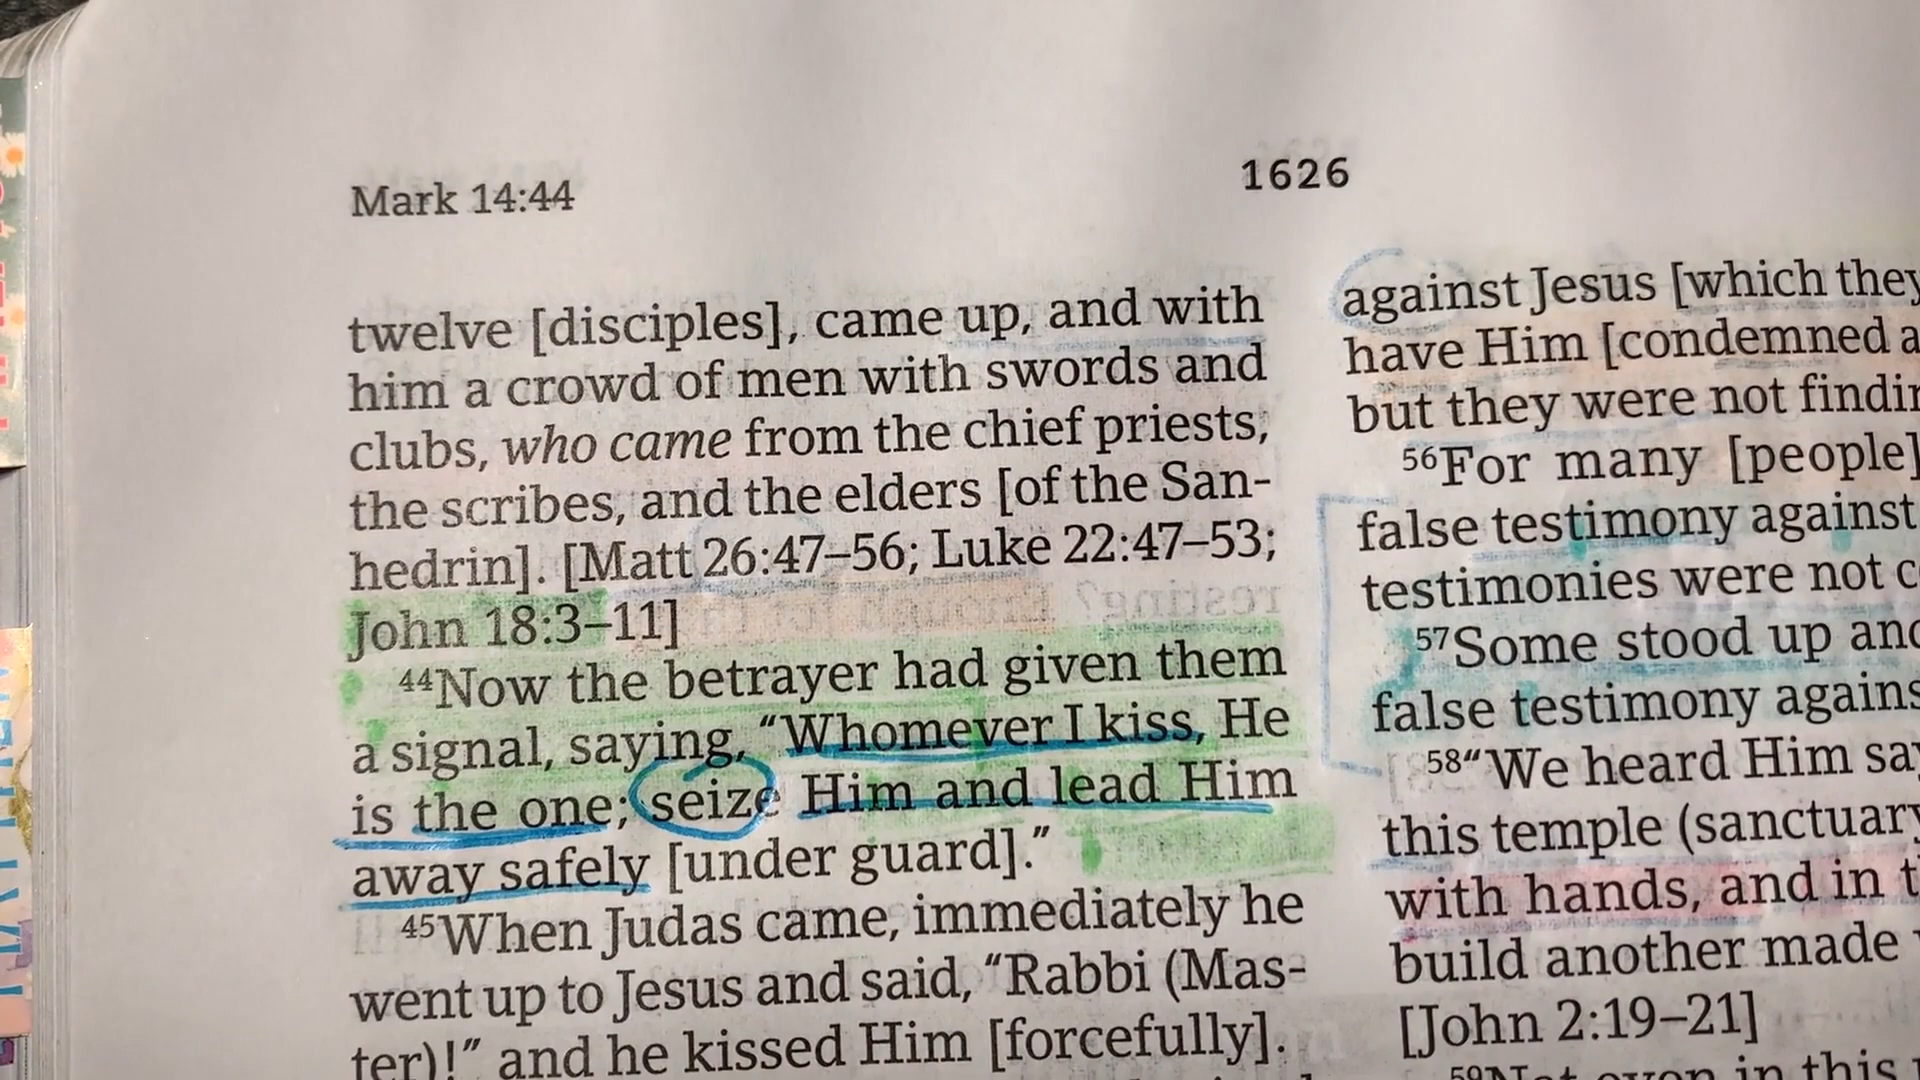 Mark 14:44
1626
twelve [disciples], came up, and with
him a crowd of men with swords and
clubs, who came from the chief priests,
the scribes, and the elders [of the San-
hedrin]. [Matt 26:47–56; Luke 22:47–53;
John 18:3–11]
44Now the betrayer had given them
a signal, saying, “Whomever I kiss, He
is the one; seize Him and lead Him
away safely [under guard].”
45When Judas came, immediately he
went up to Jesus and said, “Rabbi (Mas-
ter)!” and he kissed Him [forcefully].
against Jesus [which they
have Him [condemned
but they were not
56For many [people]
false testimony against
testimonies were not
57Some stood up
false testimony
58“We heard Him
this temple (sanctuary
with hands, and in
build another made
[John 2:19–21]
in this